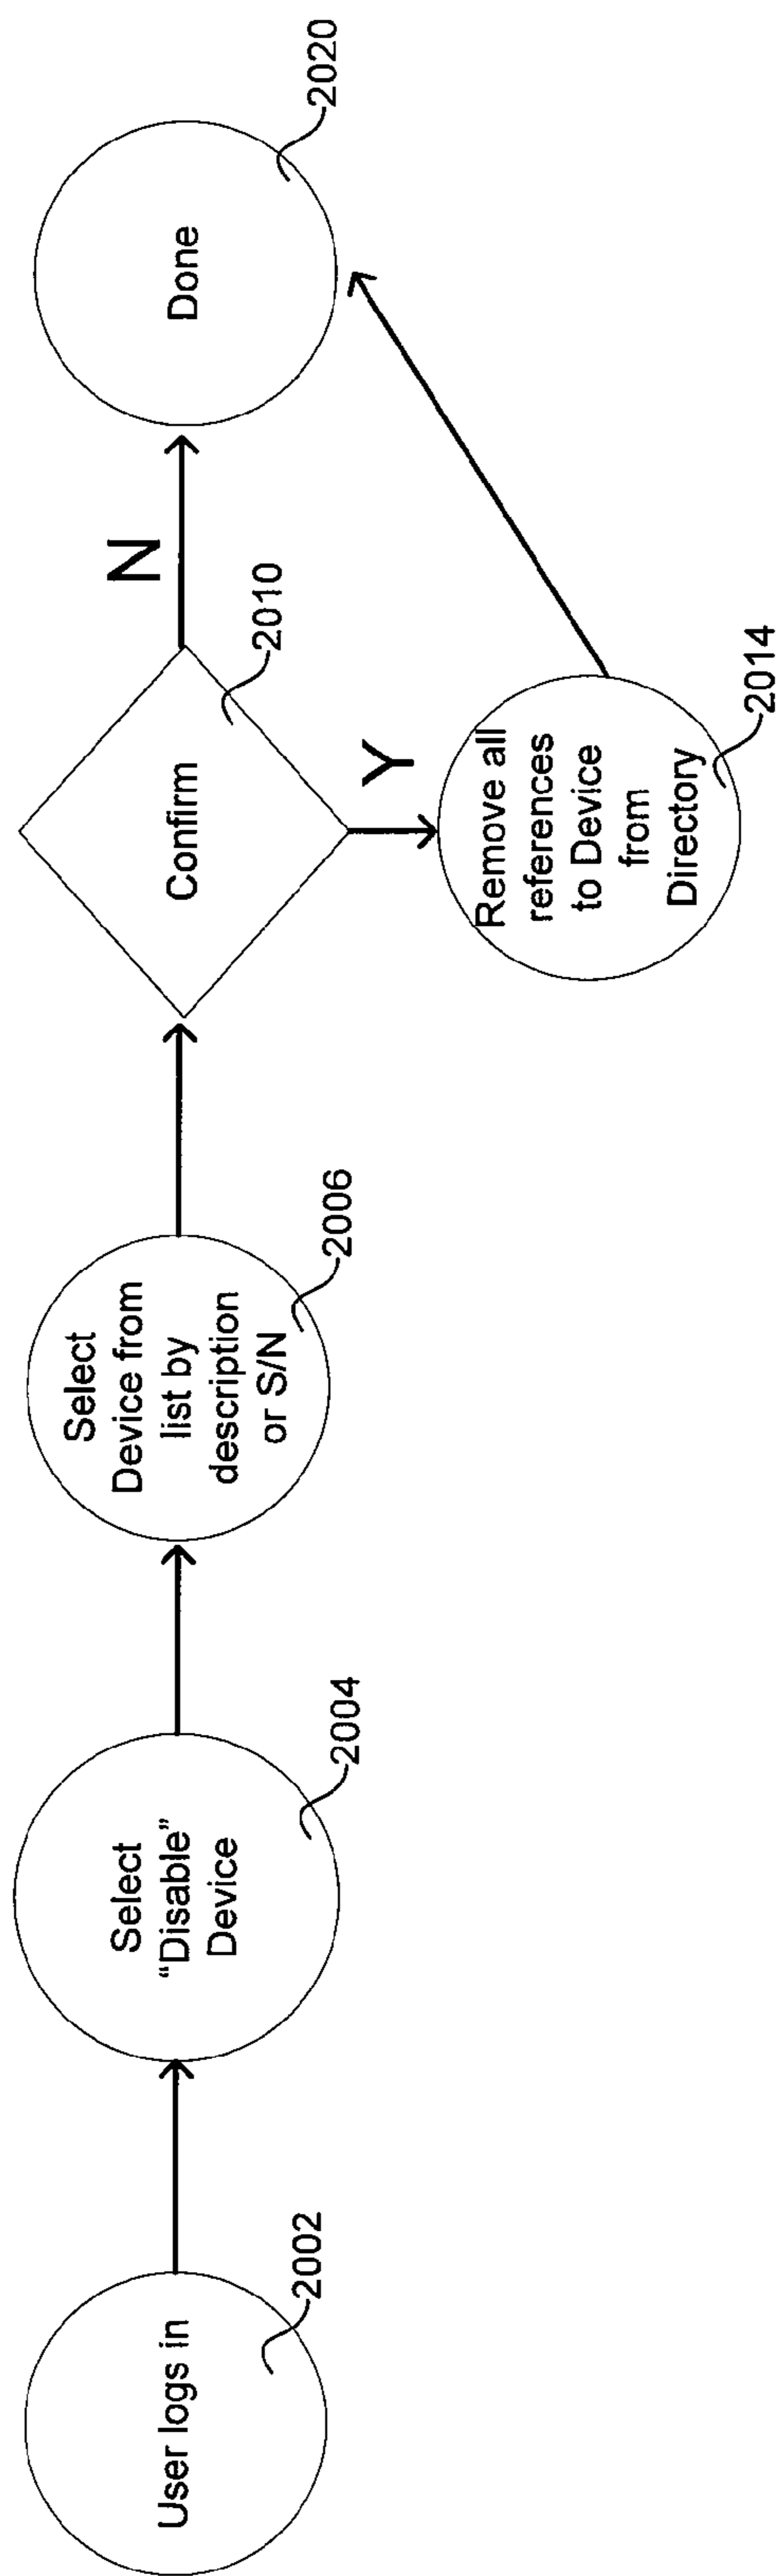 User logs in
2002
Select
“Disable”
Device
2004
Select
Device from
list by
description
or S/N
2006
Confirm
2010
N
Y
Remove all
references
to Device
from
Directory
2014
Done
2020